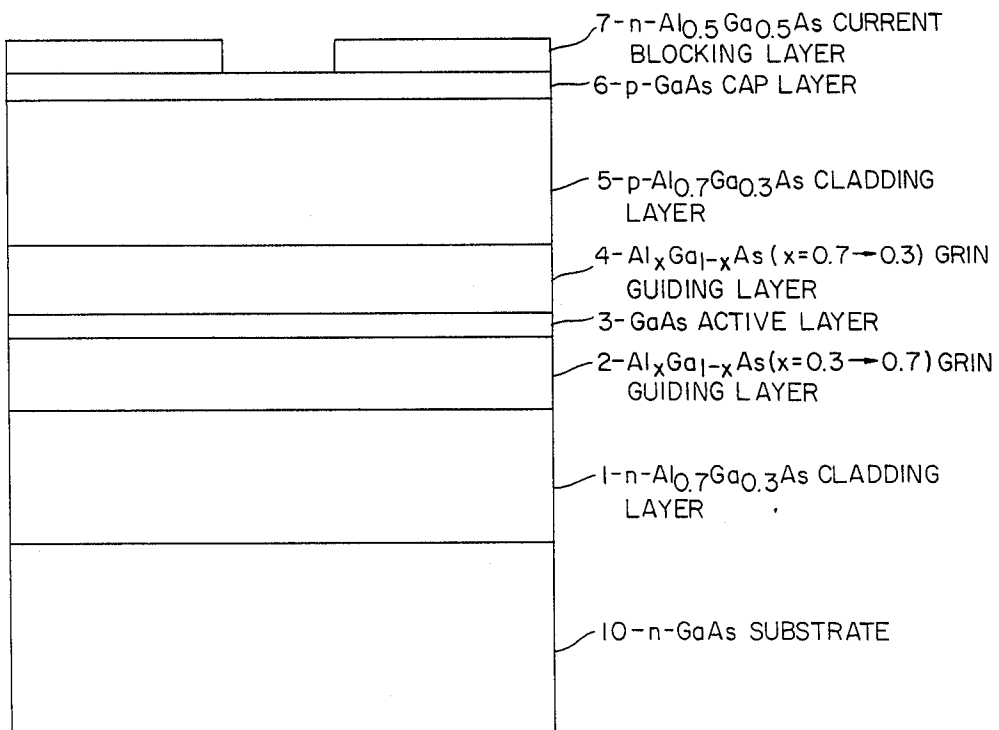 7-n-Al0.5Ga0.5As CURRENT
BLOCKING LAYER
6-p-GaAs CAP LAYER
5-p-Al0.7Ga0.3As CLADDING
LAYER
4-AlxGa1-xAs (x=0.7→0.3) GRIN
GUIDING LAYER
3-GaAs ACTIVE LAYER
2-AlxGa1-xAs(x=0.3→0.7) GRIN
GUIDING LAYER
1-n-Al0.7Ga0.3As CLADDING
LAYER
10-n-GaAs SUBSTRATE